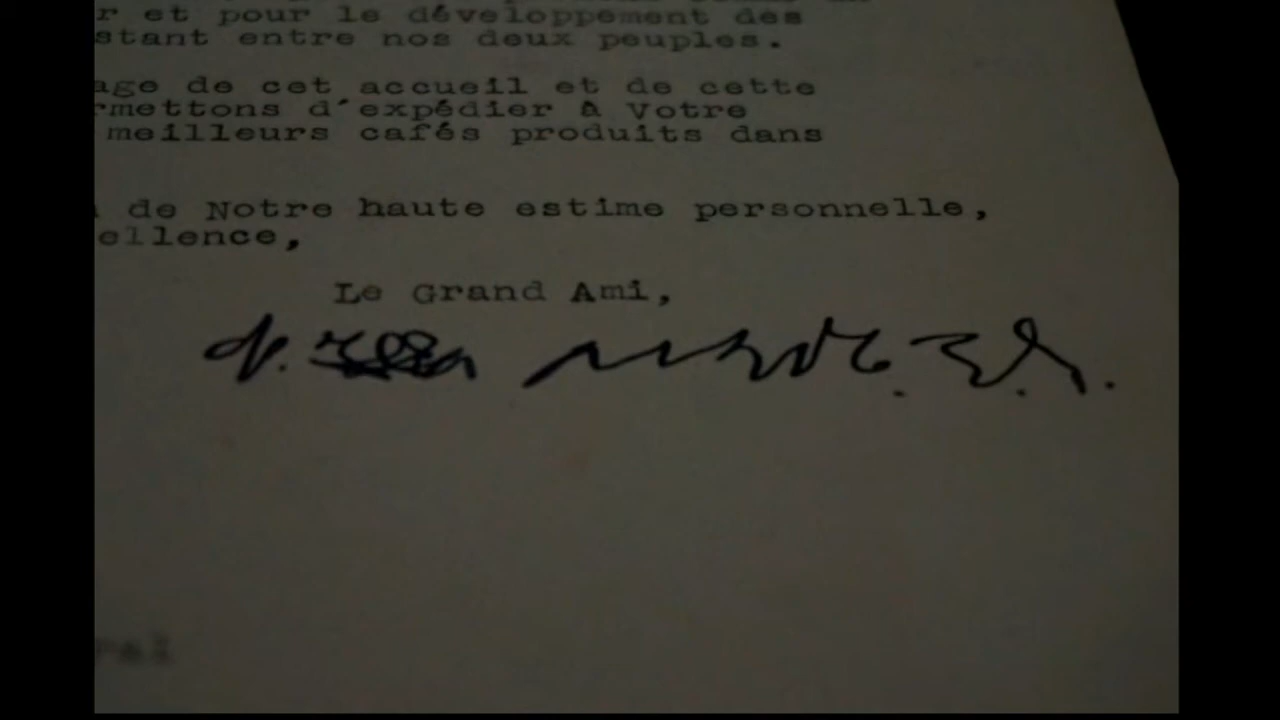 r et pour le développement des
stant entre nos deux peuples.
age de cet accueil et de cette
rmettons d'expédier à Votre
meilleurs cafés produits dans
de Notre haute estime personnelle,
ellence,
Le Grand Ami,